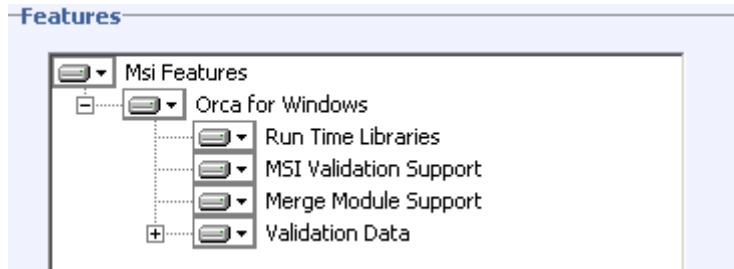 Features
Msi Features
Orca for Windows
Run Time Libraries
MSI Validation Support
Merge Module Support
Validation Data